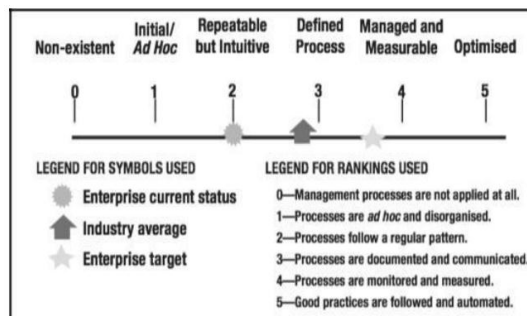 Non-existent
Initial/
Ad Hoc
Repeatable
but Intuitive
Defined
Process
Managed and
Measurable
Optimised
0 1 2 3 4 5
LEGEND FOR SYMBOLS USED
Enterprise current status
Industry average
Enterprise target
LEGEND FOR RANKINGS USED
0—Management processes are not applied at all.
1—Processes are ad hoc and disorganised.
2—Processes follow a regular pattern.
3—Processes are documented and communicated.
4—Processes are monitored and measured.
5—Good practices are followed and automated.